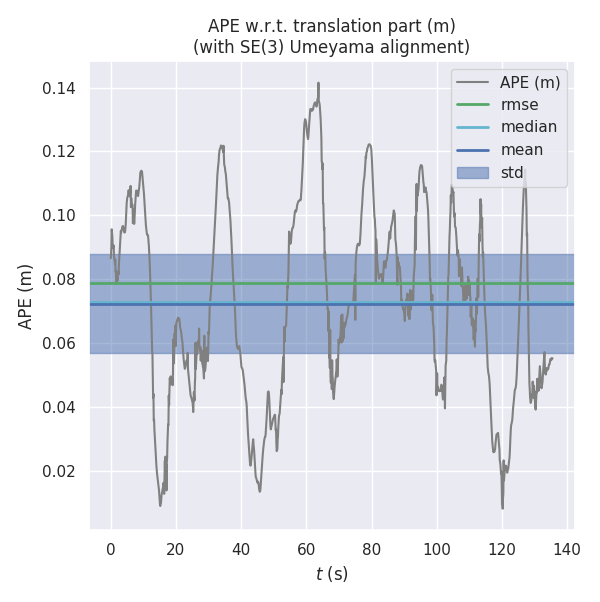 APE w.r.t. translation part (m)
(with SE(3) Umeyama alignment)
APE (m)
rmse
median
mean
std
0.14
0.12
0.10
0.08
0.06
0.04
0.02
APE (m)
0 20 40 60 80 100 120 140
t (s)